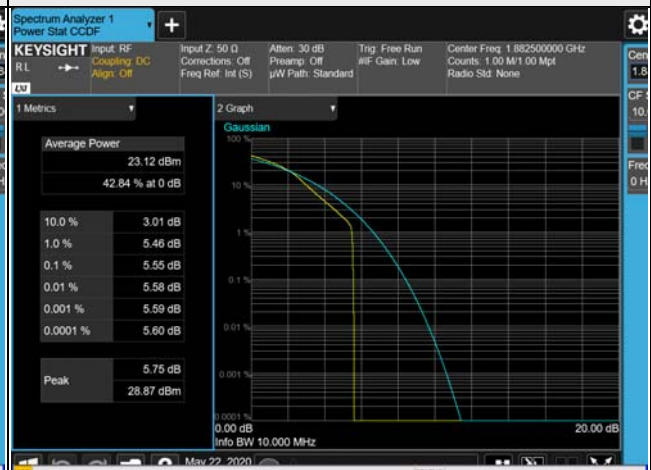 Spectrum Analyzer 1
Power Stat CCDF
+
KEYSIGHT
RL
LXI
Input: RF
Coupling: DC
Align: Off
Input Z: 50 Ω
Corrections: Off
Freq Ref: Int (S)
Atten: 30 dB
Preamp: Off
µW Path: Standard
Trig: Free Run
#IF Gain: Low
Center Freq: 1.882500000 GHz
Counts: 1.00 M/1.00 Mpt
Radio Std: None
1 Metrics
Average Power
23.12 dBm
42.84 % at 0 dB
10.0 % 3.01 dB
1.0 % 5.46 dB
0.1 % 5.55 dB
0.01 % 5.58 dB
0.001 % 5.59 dB
0.0001 % 5.60 dB
Peak
5.75 dB
28.87 dBm
2 Graph
Gaussian
100 %
10 %
1 %
0.1 %
0.01 %
0.001 %
0.0001 %
0.00 dB
20.00 dB
Info BW 10.000 MHz
May 22, 2020